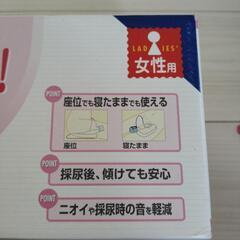 !
LADIES'
女性用
POINT
座位でも寝たままでも使える
座位 寝たまま
POINT
採尿後、傾けても安心
POINT
ニオイや採尿時の音を軽減